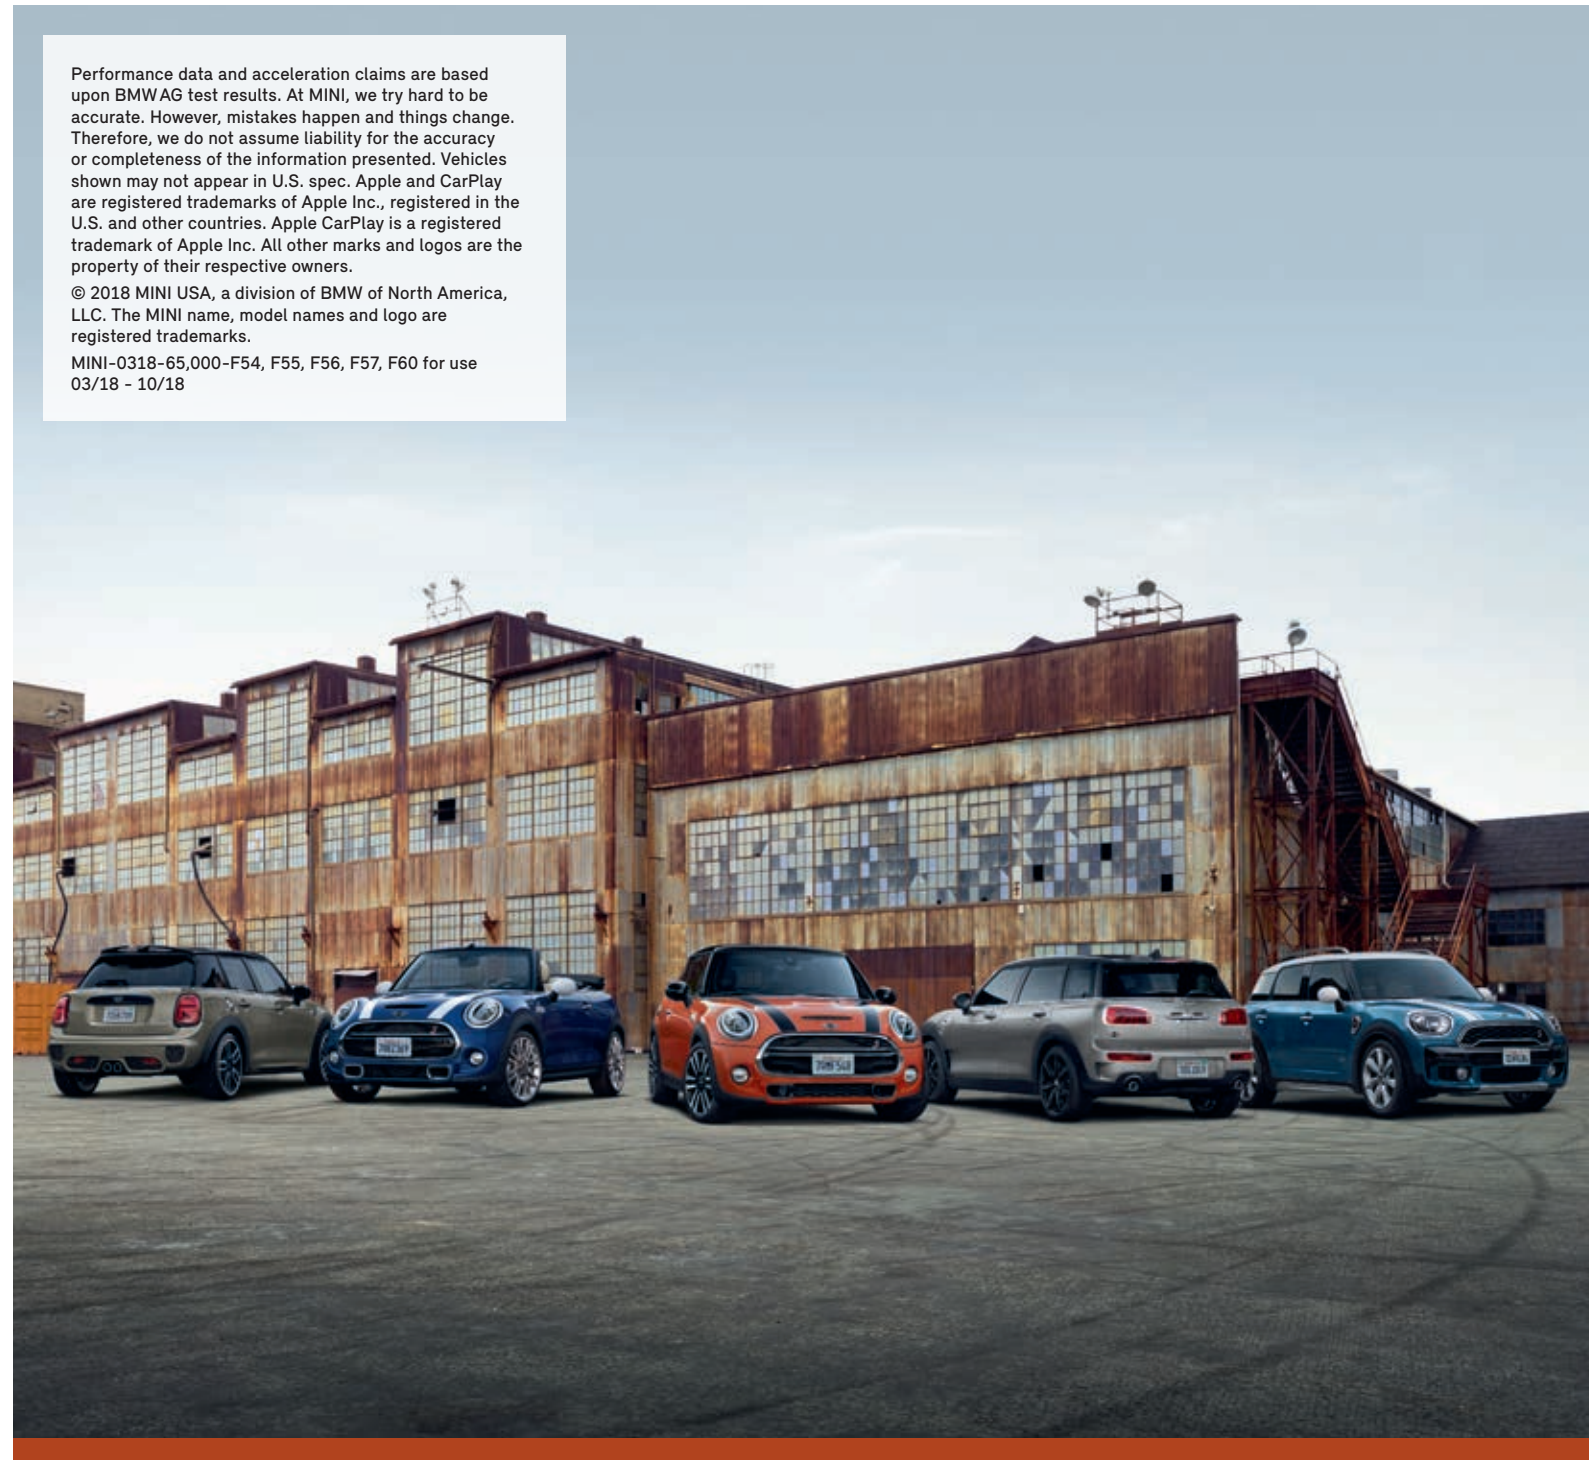 Performance data and acceleration claims are based
upon BMW AG test results. At MINI, we try hard to be
accurate. However, mistakes happen and things change.
Therefore, we do not assume liability for the accuracy
or completeness of the information presented. Vehicles
shown may not appear in U.S. spec. Apple and CarPlay
are registered trademarks of Apple Inc., registered in the
U.S. and other countries. Apple CarPlay is a registered
trademark of Apple Inc. All other marks and logos are the
property of their respective owners.
© 2018 MINI USA, a division of BMW of North America,
LLC. The MINI name, model names and logo are
registered trademarks.
MINI-0318-65,000-F54, F55, F56, F57, F60 for use
03/18 - 10/18